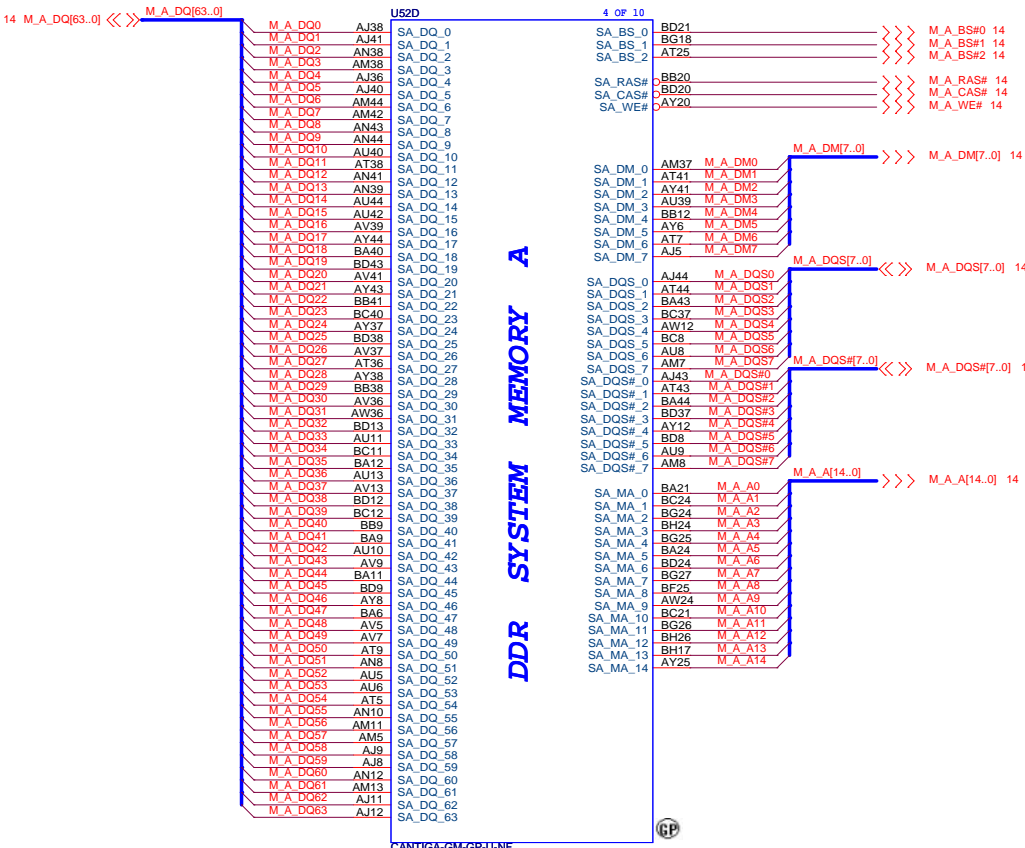 14 M_A_DQ[63..0] M_A_DQ[63..0] U52D 4 OF 10
M_A_DQ0 AJ38 SA_DQ_0
M_A_DQ1 AJ41 SA_DQ_1
M_A_DQ2 AN38 SA_DQ_2
M_A_DQ3 AM38 SA_DQ_3
M_A_DQ4 AJ36 SA_DQ_4
M_A_DQ5 AJ40 SA_DQ_5
M_A_DQ6 AM44 SA_DQ_6
M_A_DQ7 AM42 SA_DQ_7
M_A_DQ8 AN43 SA_DQ_8
M_A_DQ9 AN44 SA_DQ_9
M_A_DQ10 AU40 SA_DQ_10
M_A_DQ11 AT38 SA_DQ_11
M_A_DQ12 AN41 SA_DQ_12
M_A_DQ13 AN39 SA_DQ_13
M_A_DQ14 AU44 SA_DQ_14
M_A_DQ15 AU42 SA_DQ_15
M_A_DQ16 AV39 SA_DQ_16
M_A_DQ17 AY44 SA_DQ_17
M_A_DQ18 BA40 SA_DQ_18
M_A_DQ19 BD43 SA_DQ_19
M_A_DQ20 AV41 SA_DQ_20
M_A_DQ21 AY43 SA_DQ_21
M_A_DQ22 BB41 SA_DQ_22
M_A_DQ23 BC40 SA_DQ_23
M_A_DQ24 AY37 SA_DQ_24
M_A_DQ25 BD38 SA_DQ_25
M_A_DQ26 AV37 SA_DQ_26
M_A_DQ27 AT36 SA_DQ_27
M_A_DQ28 AY38 SA_DQ_28
M_A_DQ29 BB38 SA_DQ_29
M_A_DQ30 AV36 SA_DQ_30
M_A_DQ31 AW36 SA_DQ_31
M_A_DQ32 BD13 SA_DQ_32
M_A_DQ33 AU11 SA_DQ_33
M_A_DQ34 BC11 SA_DQ_34
M_A_DQ35 BA12 SA_DQ_35
M_A_DQ36 AU13 SA_DQ_36
M_A_DQ37 AV13 SA_DQ_37
M_A_DQ38 BD12 SA_DQ_38
M_A_DQ39 BC12 SA_DQ_39
M_A_DQ40 BB9 SA_DQ_40
M_A_DQ41 BA9 SA_DQ_41
M_A_DQ42 AU10 SA_DQ_42
M_A_DQ43 AV9 SA_DQ_43
M_A_DQ44 BA11 SA_DQ_44
M_A_DQ45 BD9 SA_DQ_45
M_A_DQ46 AY8 SA_DQ_46
M_A_DQ47 BA6 SA_DQ_47
M_A_DQ48 AV5 SA_DQ_48
M_A_DQ49 AV7 SA_DQ_49
M_A_DQ50 AT9 SA_DQ_50
M_A_DQ51 AN8 SA_DQ_51
M_A_DQ52 AU5 SA_DQ_52
M_A_DQ53 AU6 SA_DQ_53
M_A_DQ54 AT5 SA_DQ_54
M_A_DQ55 AN10 SA_DQ_55
M_A_DQ56 AM11 SA_DQ_56
M_A_DQ57 AM5 SA_DQ_57
M_A_DQ58 AJ9 SA_DQ_58
M_A_DQ59 AJ8 SA_DQ_59
M_A_DQ60 AN12 SA_DQ_60
M_A_DQ61 AM13 SA_DQ_61
M_A_DQ62 AJ11 SA_DQ_62
M_A_DQ63 AJ12 SA_DQ_63
DDR SYSTEM MEMORY A
SA_BS_0 BD21 M_A_BS#0 14
SA_BS_1 BG18 M_A_BS#1 14
SA_BS_2 AT25 M_A_BS#2 14
SA_RAS# BB20 M_A_RAS# 14
SA_CAS# BD20 M_A_CAS# 14
SA_WE# AY20 M_A_WE# 14
M_A_DM[7..0] M_A_DM[7..0] 14
SA_DM_0 AM37 M_A_DM0
SA_DM_1 AT41 M_A_DM1
SA_DM_2 AY41 M_A_DM2
SA_DM_3 AU39 M_A_DM3
SA_DM_4 BB12 M_A_DM4
SA_DM_5 AY6 M_A_DM5
SA_DM_6 AT7 M_A_DM6
SA_DM_7 AJ5 M_A_DM7
M_A_DQS[7..0] M_A_DQS[7..0] 14
SA_DQS_0 AJ44 M_A_DQS0
SA_DQS_1 AT44 M_A_DQS1
SA_DQS_2 BA43 M_A_DQS2
SA_DQS_3 BC37 M_A_DQS3
SA_DQS_4 AW12 M_A_DQS4
SA_DQS_5 BC8 M_A_DQS5
SA_DQS_6 AU8 M_A_DQS6
SA_DQS_7 AM7 M_A_DQS7
M_A_DQS#[7..0] M_A_DQS#[7..0] 1
SA_DQS#_0 AJ43 M_A_DQS#0
SA_DQS#_1 AT43 M_A_DQS#1
SA_DQS#_2 BA44 M_A_DQS#2
SA_DQS#_3 BD37 M_A_DQS#3
SA_DQS#_4 AY12 M_A_DQS#4
SA_DQS#_5 BD8 M_A_DQS#5
SA_DQS#_6 AU9 M_A_DQS#6
SA_DQS#_7 AM8 M_A_DQS#7
M_A_A[14..0] M_A_A[14..0] 14
SA_MA_0 BA21 M_A_A0
SA_MA_1 BC24 M_A_A1
SA_MA_2 BG24 M_A_A2
SA_MA_3 BH24 M_A_A3
SA_MA_4 BG25 M_A_A4
SA_MA_5 BA24 M_A_A5
SA_MA_6 BD24 M_A_A6
SA_MA_7 BG27 M_A_A7
SA_MA_8 BF25 M_A_A8
SA_MA_9 AW24 M_A_A9
SA_MA_10 BC21 M_A_A10
SA_MA_11 BG26 M_A_A11
SA_MA_12 BH26 M_A_A12
SA_MA_13 BH17 M_A_A13
SA_MA_14 AY25 M_A_A14
GP
CANTIGA-GM-GP-U-NF